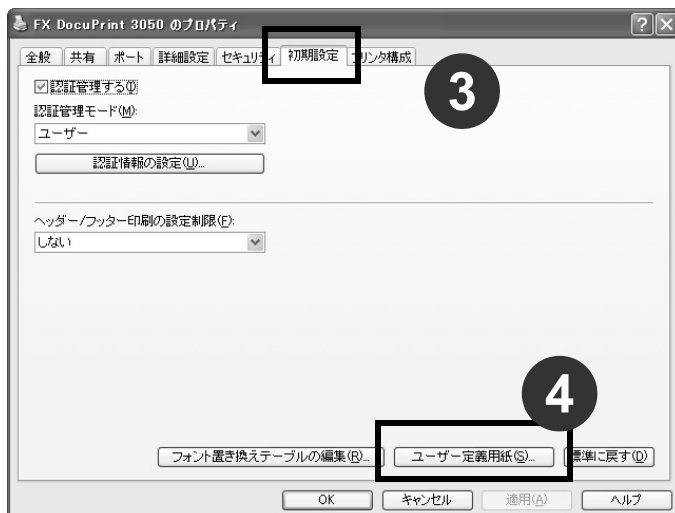 FX DocuPrint 3050 のプロパティ
全般 共有 ポート 詳細設定 セキュリティ 初期設定 プリンタ構成
3
認証管理する(I)
認証管理モード(M):
ユーザー
認証情報の設定(U)...
ヘッダー/フッター印刷の設定制限(F):
しない
4
フォント置き換えテーブルの編集(R)... ユーザー定義用紙(S)... 標準に戻す(D)
OK キャンセル 適用(A) ヘルプ